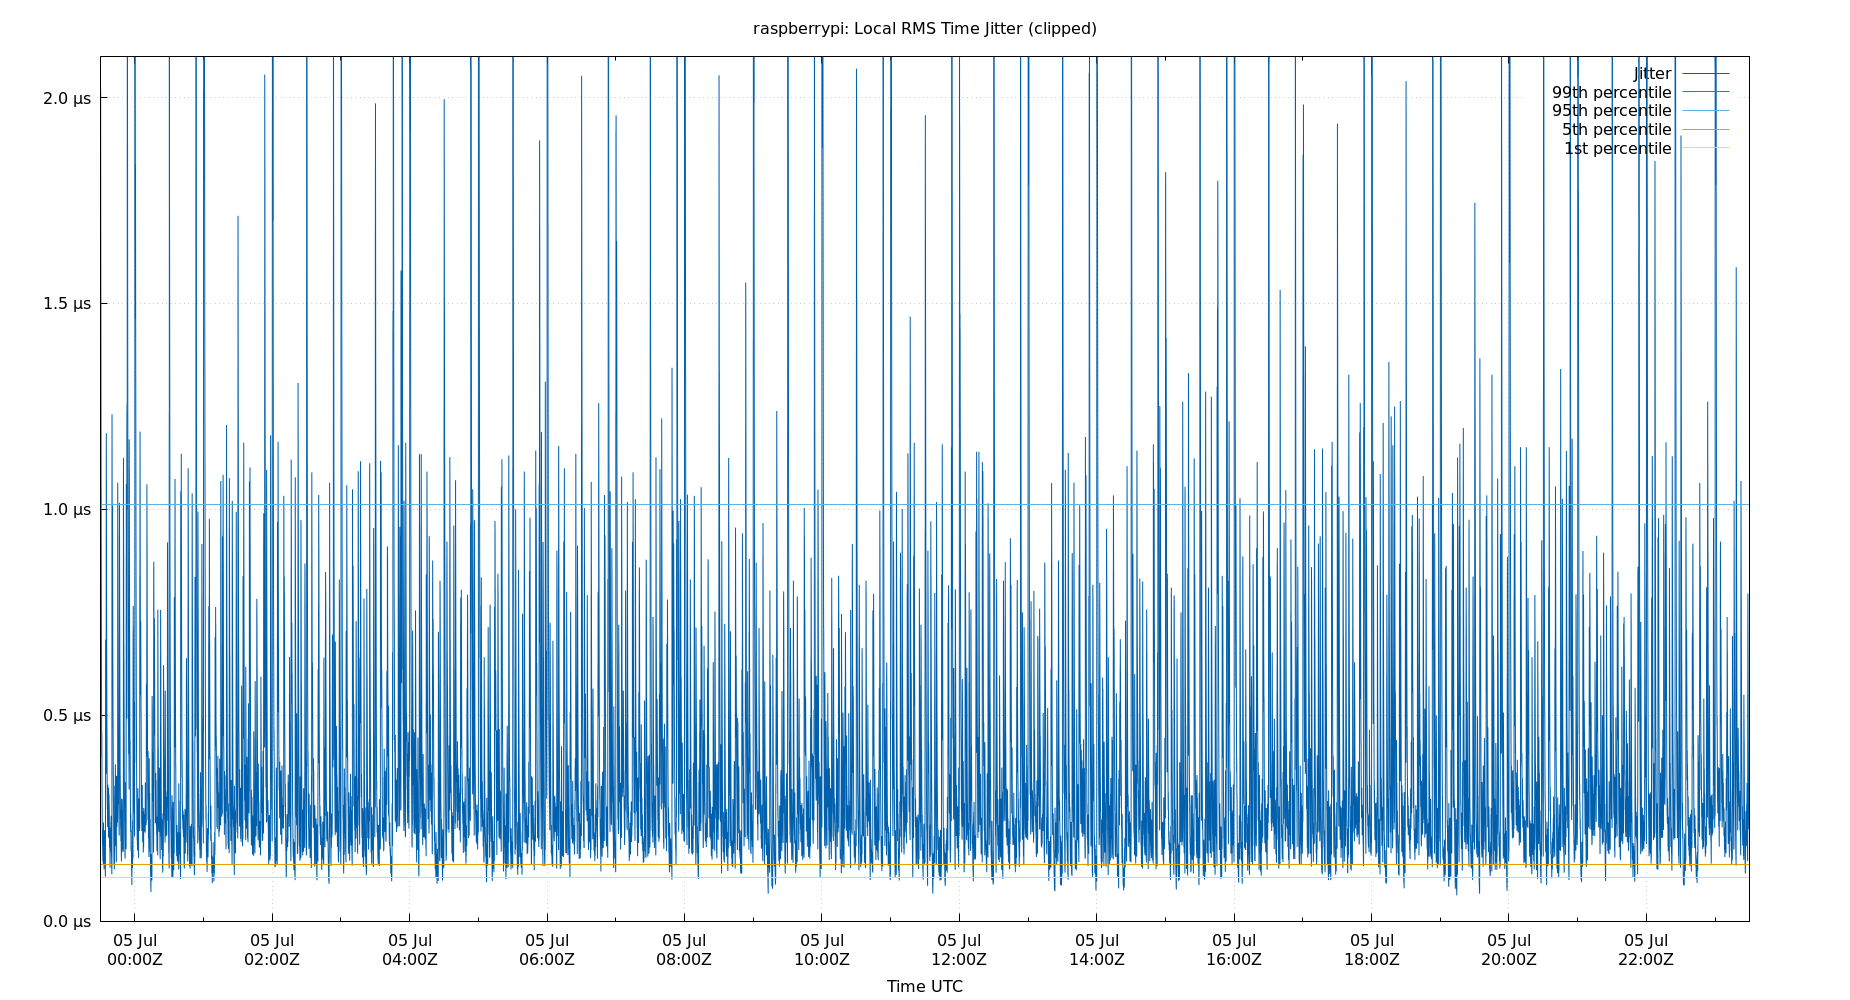 raspberrypi: Local RMS Time Jitter (clipped)
Jitter
99th percentile
95th percentile
5th percentile
1st percentile
2.0 µs
1.5 µs
1.0 µs
0.5 µs
0.0 µs
05 Jul 05 Jul 05 Jul 05 Jul 05 Jul 05 Jul 05 Jul 05 Jul 05 Jul 05 Jul 05 Jul 05 Jul
00:00Z 02:00Z 04:00Z 06:00Z 08:00Z 10:00Z 12:00Z 14:00Z 16:00Z 18:00Z 20:00Z 22:00Z
Time UTC